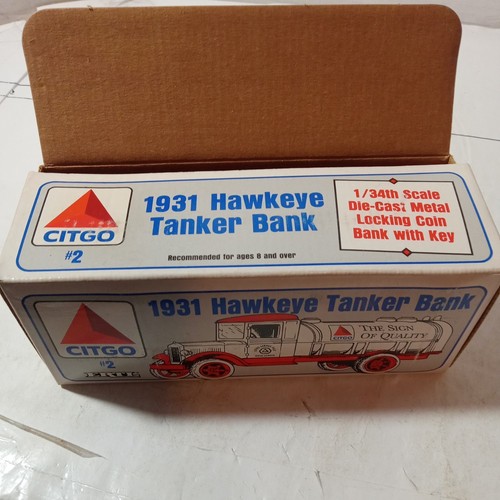 CITGO
#2
1931 Hawkeye
Tanker Bank
Recommended for ages 8 and over
1/34th Scale
Die-Cast Metal
Locking Coin
Bank with Key
1931 Hawkeye Tanker Bank
CITGO
#2
ERTL
CITGO
THE SIGN
OF QUALITY